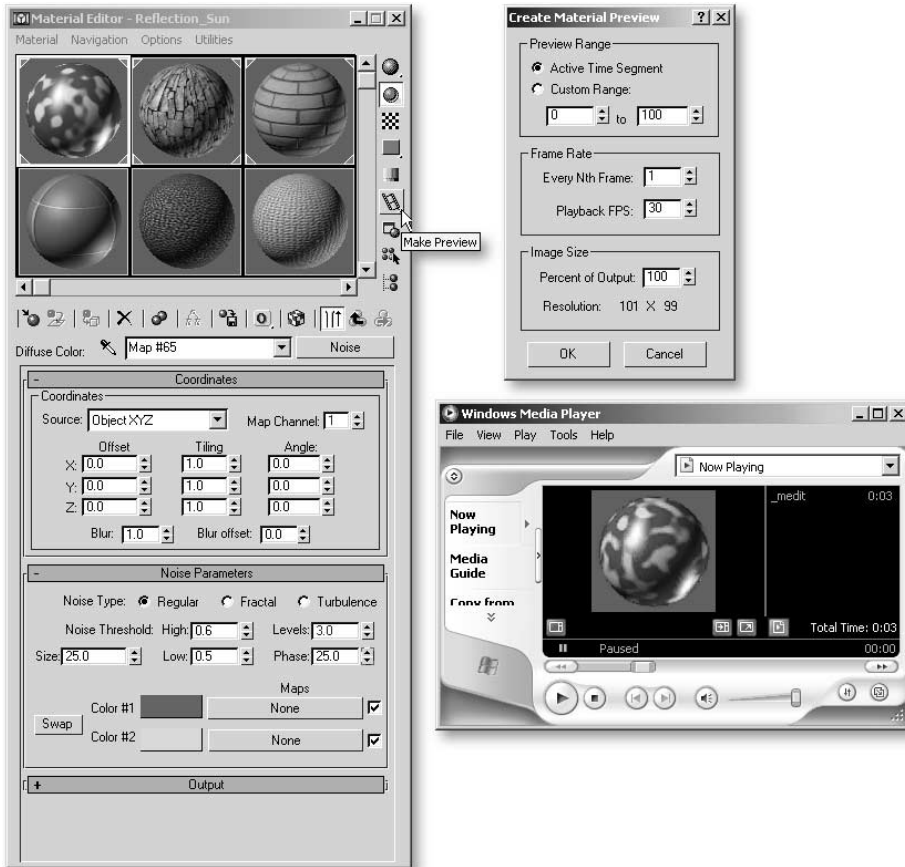 Material Editor - Reflection_Sun
Material Navigation Options Utilities
Make Preview
Diffuse Color: Map #65 Noise
- Coordinates
Coordinates
Source: Object XYZ Map Channel: 1
Offset Tiling Angle:
X: 0.0 1.0 0.0
Y: 0.0 1.0 0.0
Z: 0.0 1.0 0.0
Blur: 1.0 Blur offset: 0.0
- Noise Parameters
Noise Type: Regular Fractal Turbulence
Noise Threshold: High: 0.6 Levels: 3.0
Size: 25.0 Low: 0.5 Phase: 25.0
Maps
Color #1 None
Swap
Color #2 None
+ Output
Create Material Preview ? X
Preview Range
Active Time Segment
Custom Range:
0 to 100
Frame Rate
Every Nth Frame: 1
Playback FPS: 30
Image Size
Percent of Output: 100
Resolution: 101 X 99
OK Cancel
Windows Media Player
File View Play Tools Help
Now Playing
Now
Playing
Media
Guide
Copy from
_medit 0:03
Total Time: 0:03
Paused 00:00